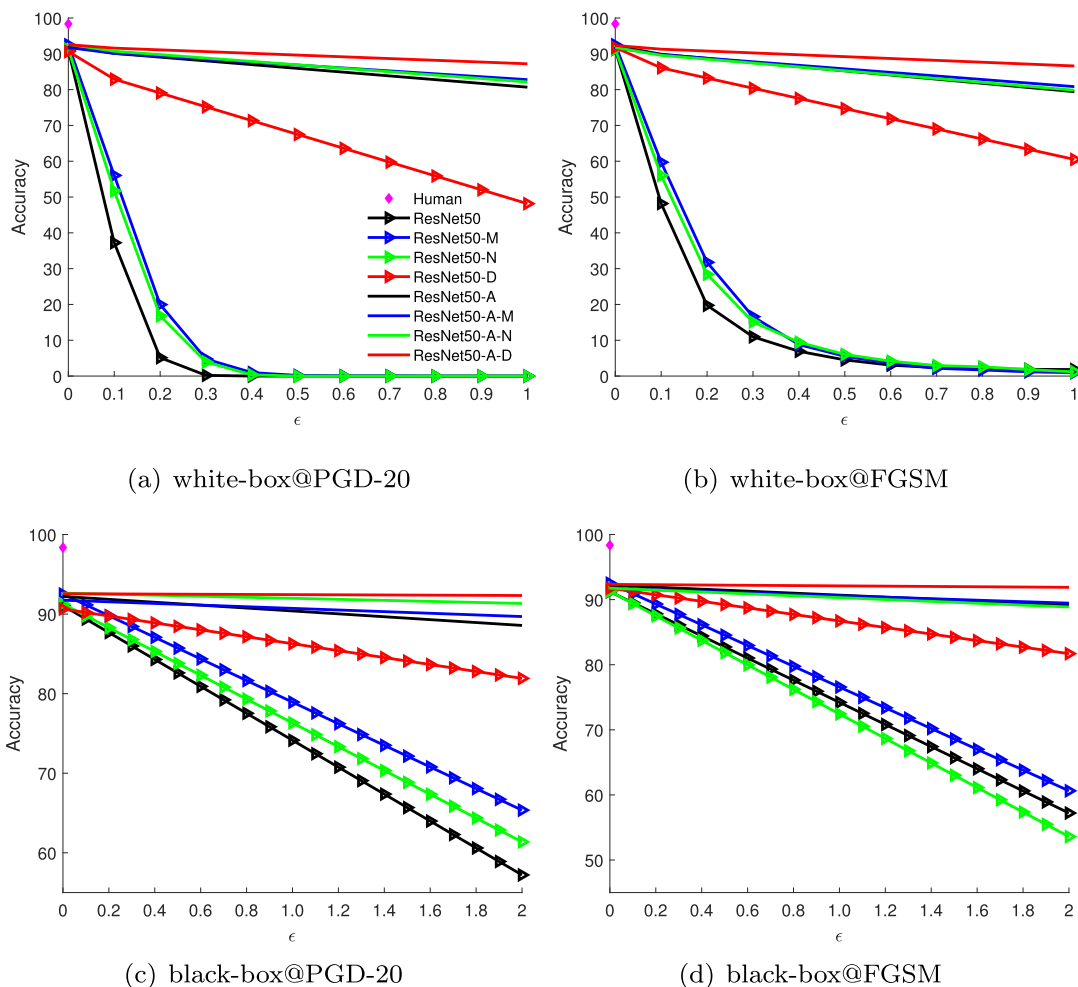 100
90
80
70
60
50
40
30
20
10
0
Accuracy
0 0.1 0.2 0.3 0.4 0.5 0.6 0.7 0.8 0.9 1
ϵ
Human
ResNet50
ResNet50-M
ResNet50-N
ResNet50-D
ResNet50-A
ResNet50-A-M
ResNet50-A-N
ResNet50-A-D
(a) white-box@PGD-20
100
90
80
70
60
50
40
30
20
10
0
Accuracy
0 0.1 0.2 0.3 0.4 0.5 0.6 0.7 0.8 0.9 1
ϵ
(b) white-box@FGSM
100
90
80
70
60
Accuracy
0 0.2 0.4 0.6 0.8 1.0 1.2 1.4 1.6 1.8 2
ϵ
(c) black-box@PGD-20
100
90
80
70
60
50
Accuracy
0 0.2 0.4 0.6 0.8 1.0 1.2 1.4 1.6 1.8 2
ϵ
(d) black-box@FGSM